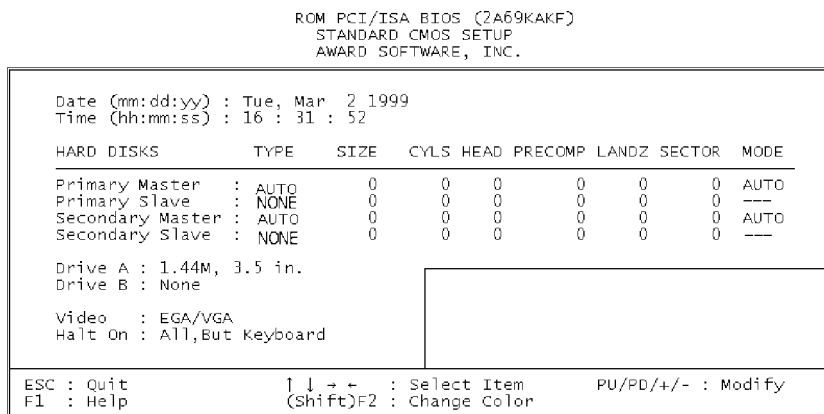 ROM PCI/ISA BIOS (2A69KAKF)
STANDARD CMOS SETUP
AWARD SOFTWARE, INC.
Date (mm:dd:yy) : Tue, Mar 2 1999
Time (hh:mm:ss) : 16 : 31 : 52
HARD DISKS TYPE SIZE CYLS HEAD PRECOMP LANDZ SECTOR MODE
Primary Master : AUTO 0 0 0 0 0 0 AUTO
Primary Slave : NONE 0 0 0 0 0 0 ---
Secondary Master : AUTO 0 0 0 0 0 0 AUTO
Secondary Slave : NONE 0 0 0 0 0 0 ---
Drive A : 1.44M, 3.5 in.
Drive B : None
Video : EGA/VGA
Halt On : All,But Keyboard
ESC : Quit ↑ ↓ → ← : Select Item PU/PD/+/- : Modify
F1 : Help (Shift)F2 : Change Color